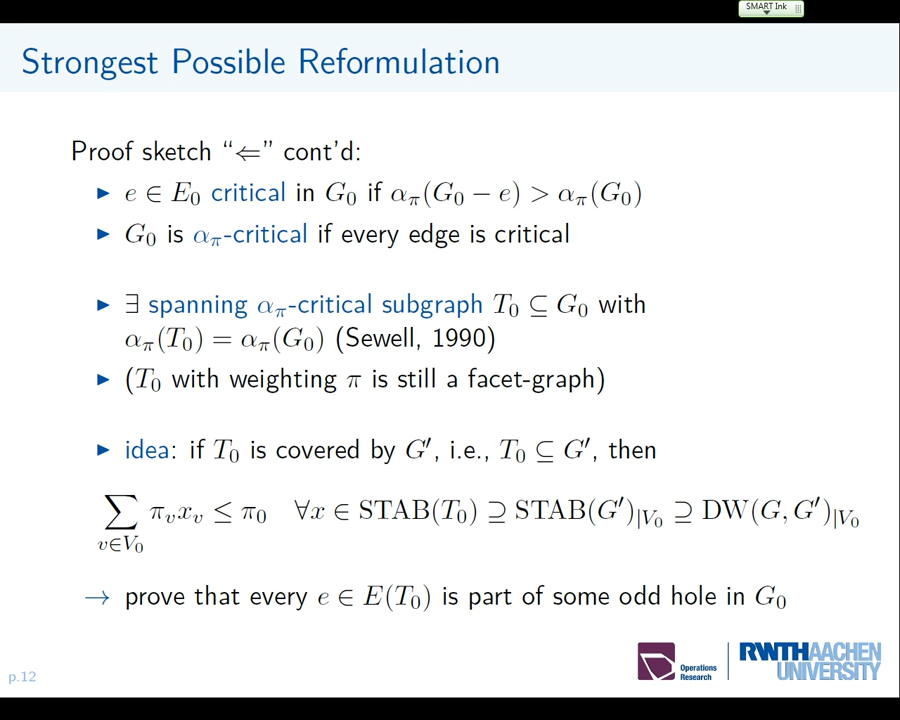 SMART Ink
Strongest Possible Reformulation
Proof sketch “⇐” cont’d:
▶ e ∈ E₀ critical in G₀ if α_π(G₀ − e) > α_π(G₀)
▶ G₀ is α_π-critical if every edge is critical
▶ ∃ spanning α_π-critical subgraph T₀ ⊆ G₀ with
α_π(T₀) = α_π(G₀) (Sewell, 1990)
▶ (T₀ with weighting π is still a facet-graph)
▶ idea: if T₀ is covered by G′, i.e., T₀ ⊆ G′, then
∑_{v∈V₀} π_v x_v ≤ π₀ ∀x ∈ STAB(T₀) ⊇ STAB(G′)_{|V₀} ⊇ DW(G, G′)_{|V₀}
→ prove that every e ∈ E(T₀) is part of some odd hole in G₀
Operations
Research
RWTHAACHEN
UNIVERSITY
p.12